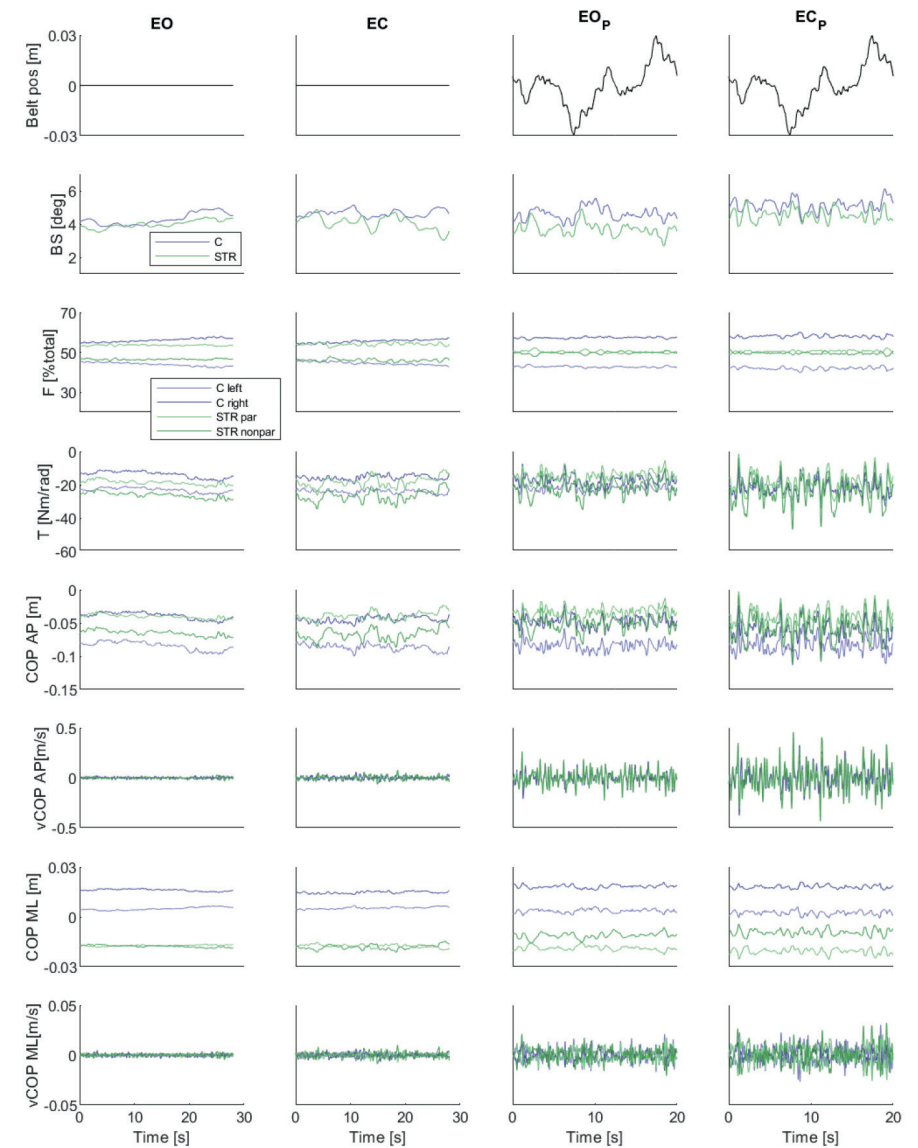 EO EC EOP ECP
Belt pos [m]
0.03
0
-0.03
BS [deg]
6
4
2
C
STR
F [%total]
70
50
30
C left
C right
STR par
STR nonpar
T [Nm/rad]
0
-20
-40
-60
COP AP [m]
0
-0.05
-0.1
-0.15
vCOP AP[m/s]
0.5
0
-0.5
COP ML [m]
0.03
0
-0.03
vCOP ML[m/s]
0.05
0
-0.05
0 10 20 30 0 10 20 30 0 10 20 0 10 20
Time [s] Time [s] Time [s] Time [s]